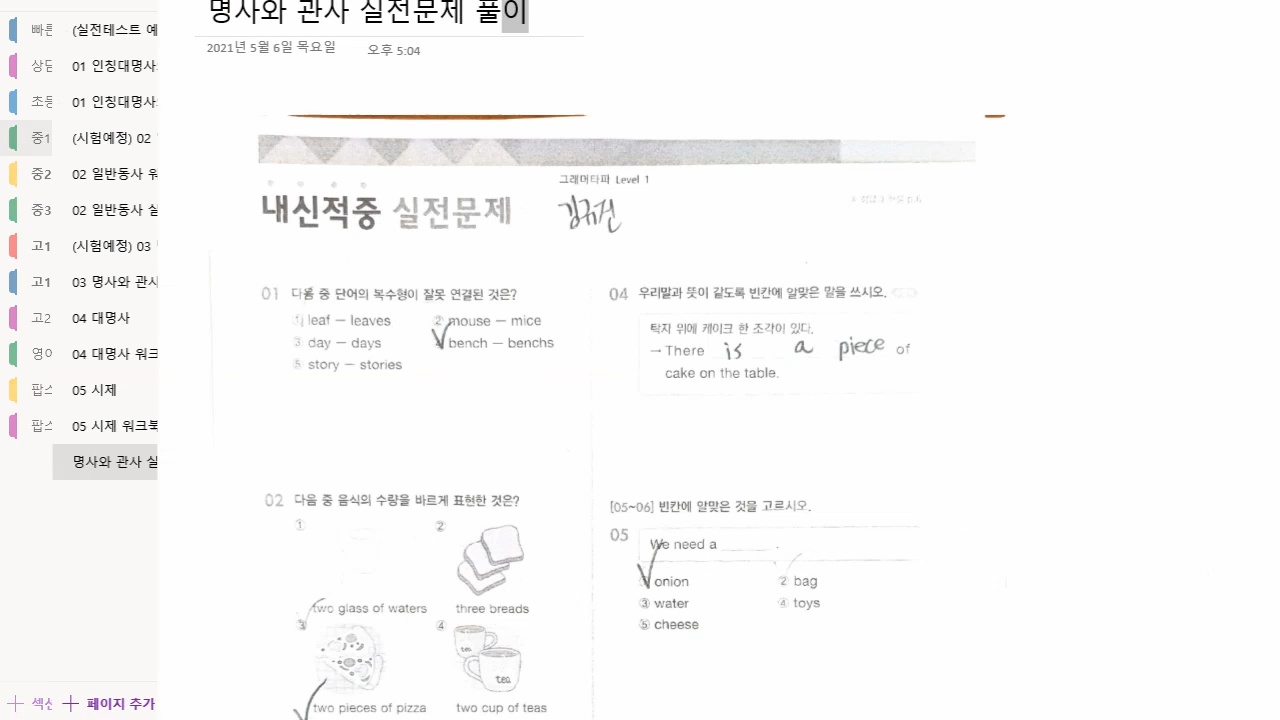 명사와 관사 실전문제 풀이
2021년 5월 6일 목요일 오후 5:04
빠른
상담
초등
중1
중2
중3
고1
고1
고2
영어
팝스
팝스
(실전테스트 예
01 인칭대명사
01 인칭대명사
(시험예정) 02
02 일반동사 워
02 일반동사 실
(시험예정) 03
03 명사와 관사
04 대명사
04 대명사 워크
05 시제
05 시제 워크북
명사와 관사 실
섹션
페이지 추가
그래머타파 Level 1
내신적중 실전문제
김규건
01 다음 중 단어의 복수형이 잘못 연결된 것은?
① leaf – leaves ② mouse – mice
③ day – days bench – benchs
⑤ story – stories
02 다음 중 음식의 수량을 바르게 표현한 것은?
① ②
two glass of waters three breads
③ ④
tea
tea
two pieces of pizza two cup of teas
04 우리말과 뜻이 같도록 빈칸에 알맞은 말을 쓰시오.
탁자 위에 케이크 한 조각이 있다.
→ There is a piece of
cake on the table.
[05~06] 빈칸에 알맞은 것을 고르시오.
05 We need a ________.
onion ② bag
③ water ④ toys
⑤ cheese